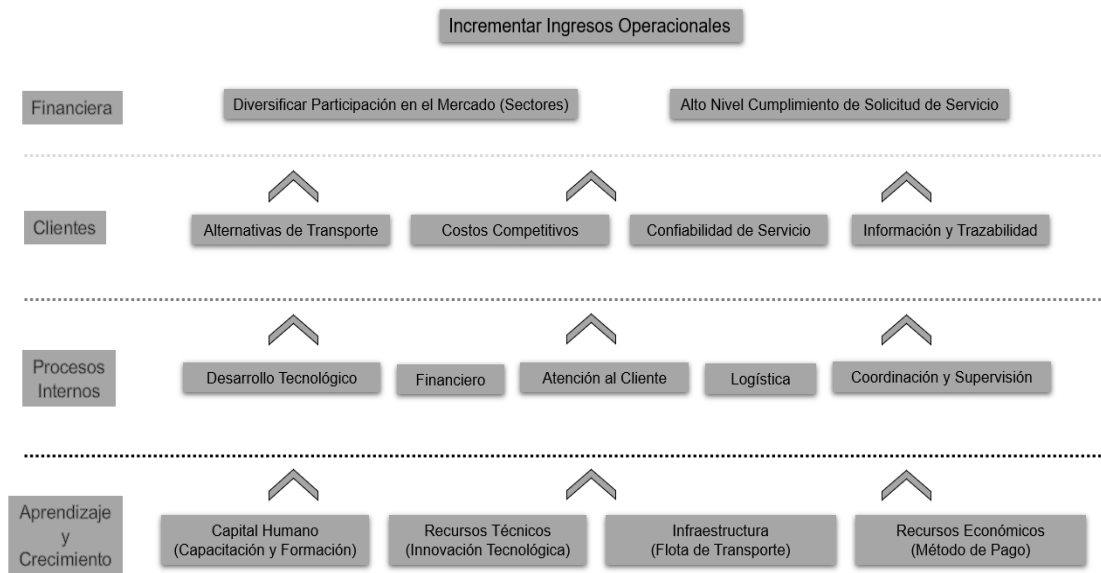 Incrementar Ingresos Operacionales
Financiera
Diversificar Participación en el Mercado (Sectores)
Alto Nivel Cumplimiento de Solicitud de Servicio
Clientes
Alternativas de Transporte
Costos Competitivos
Confiabilidad de Servicio
Información y Trazabilidad
Procesos
Internos
Desarrollo Tecnológico
Financiero
Atención al Cliente
Logística
Coordinación y Supervisión
Aprendizaje
y
Crecimiento
Capital Humano
(Capacitación y Formación)
Recursos Técnicos
(Innovación Tecnológica)
Infraestructura
(Flota de Transporte)
Recursos Económicos
(Método de Pago)